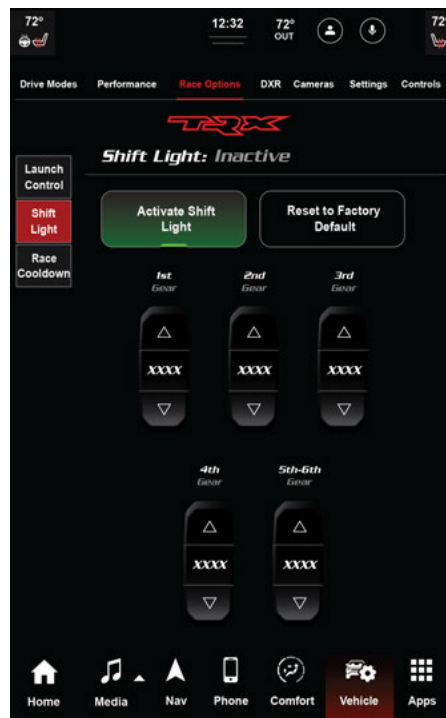 72°
12:32
72°
OUT
72°
Drive Modes Performance Race Options DXR Cameras Settings Controls
TRX
Shift Light: Inactive
Launch
Control
Shift
Light
Race
Cooldown
Activate Shift
Light
Reset to Factory
Default
1st
Gear
2nd
Gear
3rd
Gear
XXXX
XXXX
XXXX
4th
Gear
5th-6th
Gear
XXXX
XXXX
Home Media Nav Phone Comfort Vehicle Apps